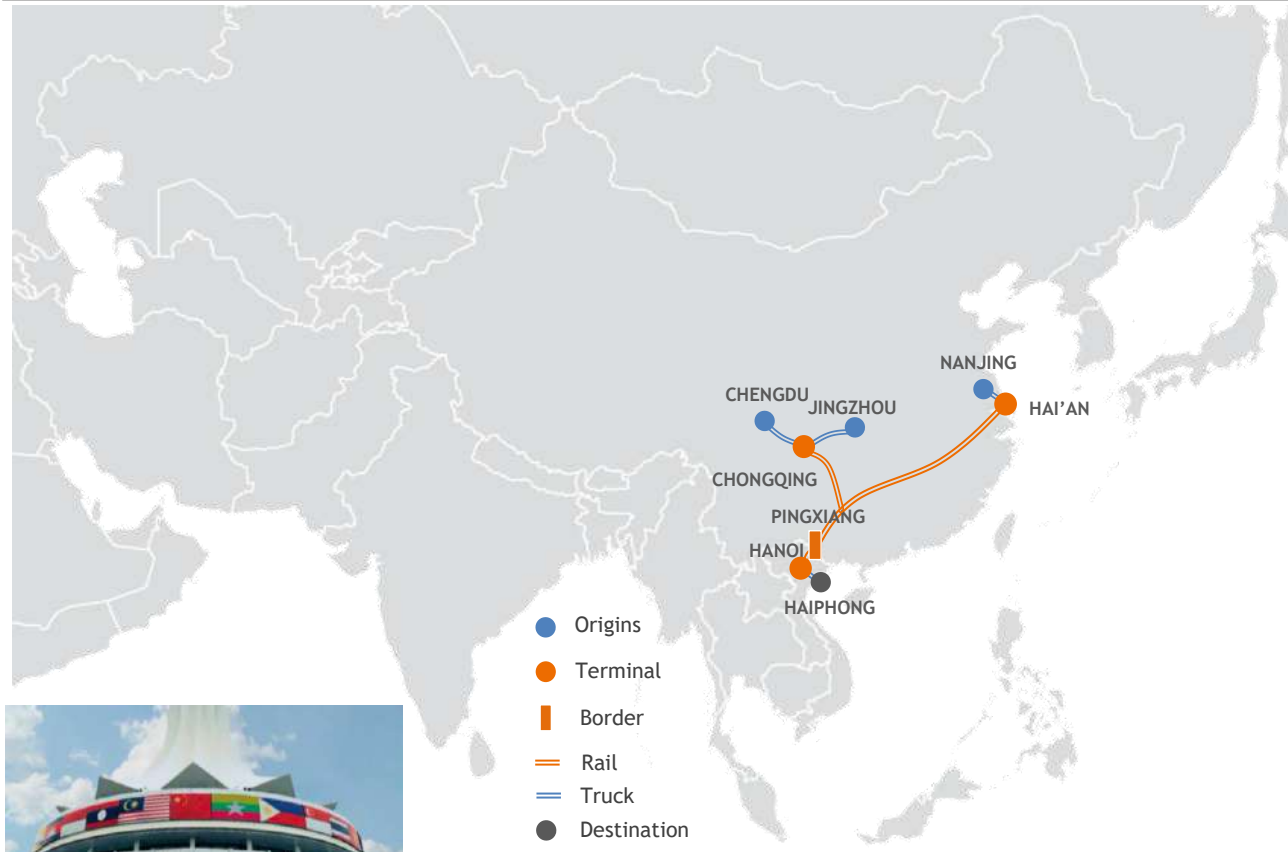 NANJING
CHENGDU
JINGZHOU
HAI'AN
CHONGQING
PINGXIANG
HANOI
HAIPHONG
Origins
Terminal
Border
Rail
Truck
Destination